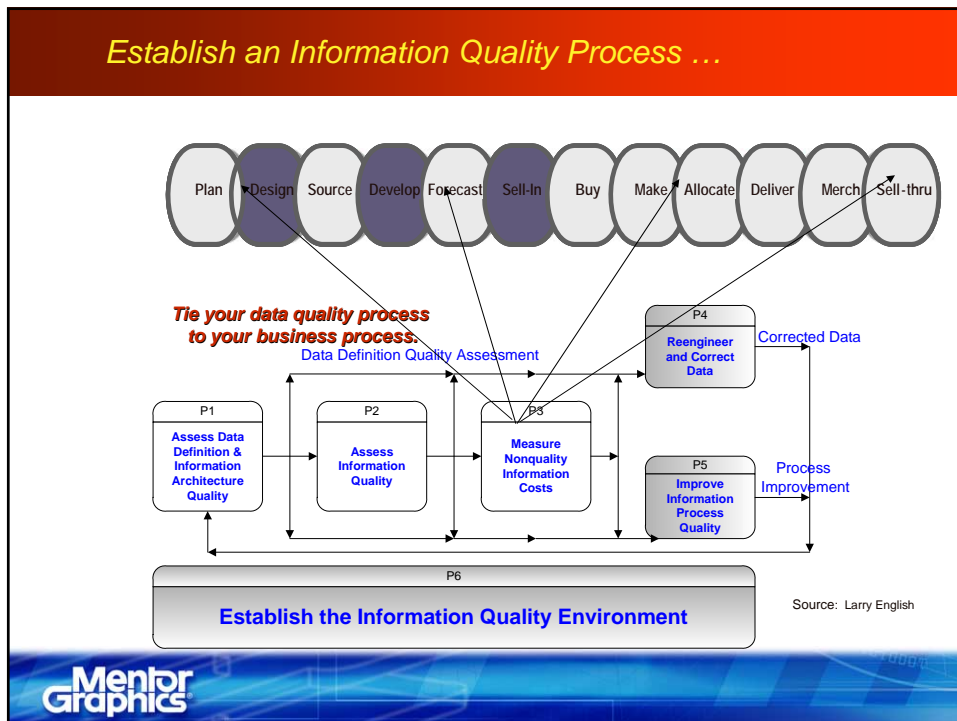 Establish an Information Quality Process …
Plan Design Source Develop Forecast Sell-In Buy Make Allocate Deliver Merch Sell-thru
Tie your data quality process
to your business process.
Data Definition Quality Assessment
P1
Assess Data
Definition &
Information
Architecture
Quality
P2
Assess
Information
Quality
P3
Measure
Nonquality
Information
Costs
P4
Reengineer
and Correct
Data
Corrected Data
P5
Improve
Information
Process
Quality
Process
Improvement
P6
Establish the Information Quality Environment
Source: Larry English
Mentor
Graphics